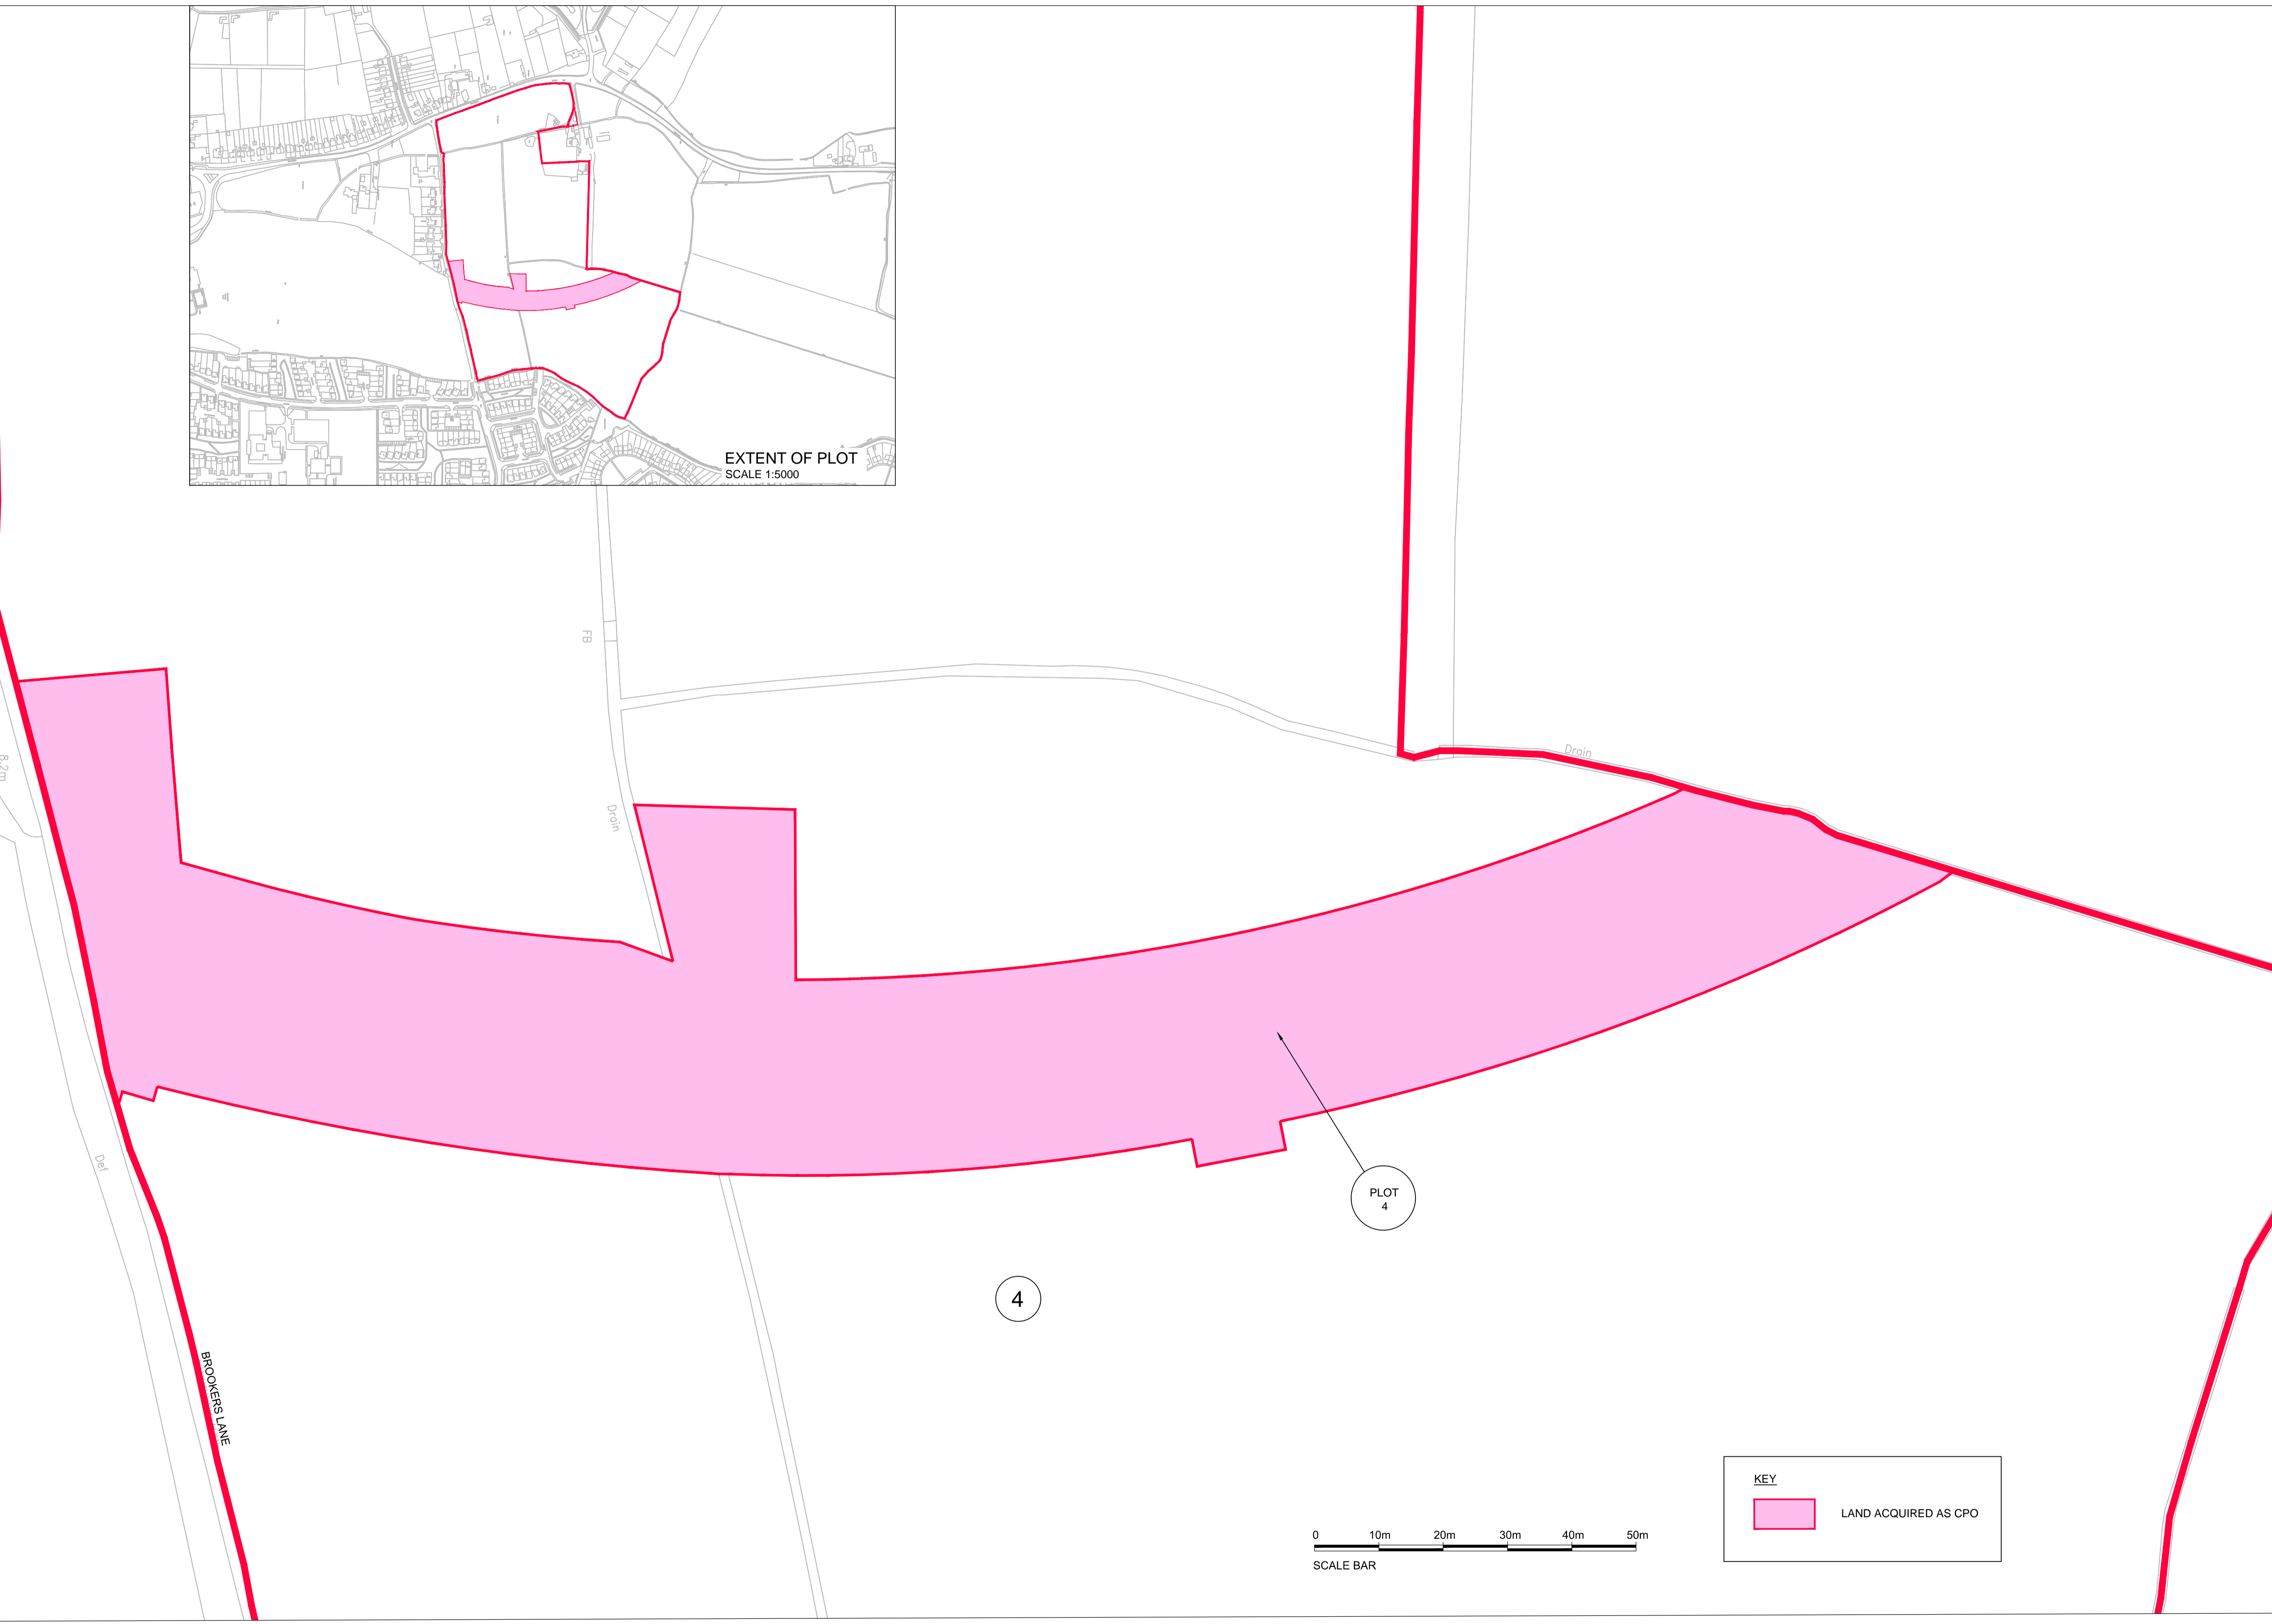 EXTENT OF PLOT
SCALE 1:5000
FB
Drain
Drain
8.2m
Def
PLOT
4
4
BROOKERS LANE
KEY
LAND ACQUIRED AS CPO
0 10m 20m 30m 40m 50m
SCALE BAR